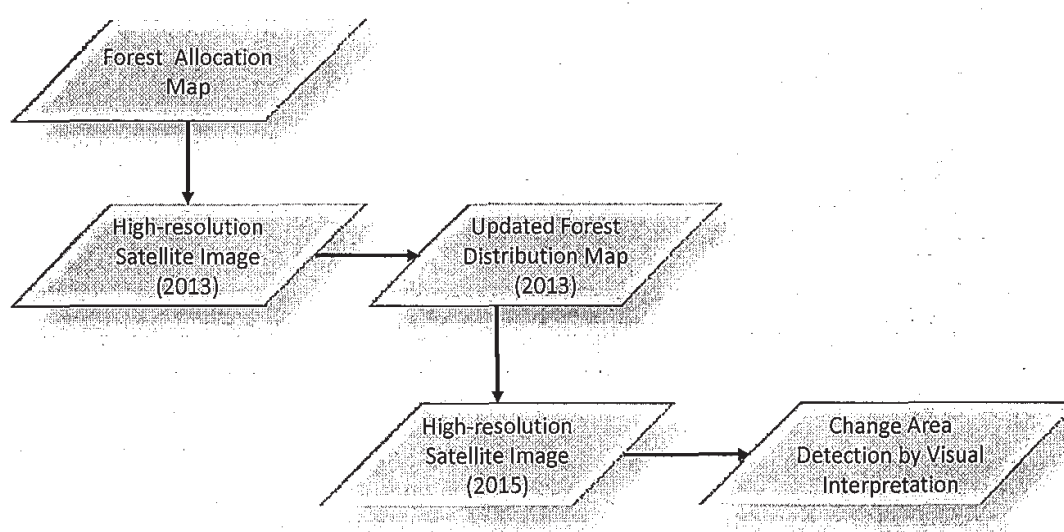 Forest Allocation
Map
High-resolution
Satellite Image
(2013)
Updated Forest
Distribution Map
(2013)
High-resolution
Satellite Image
(2015)
Change Area
Detection by Visual
Interpretation